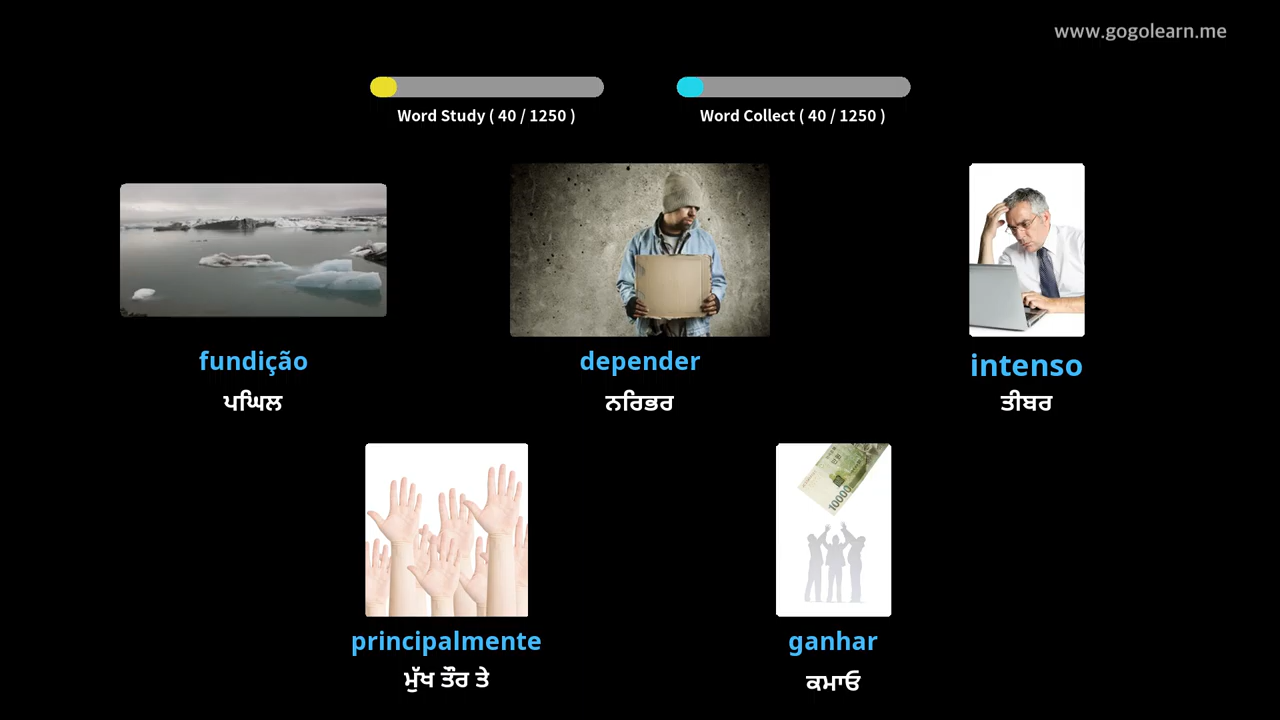 www.gogolearn.me
Word Study ( 40 / 1250 )
Word Collect ( 40 / 1250 )
fundição
depender
intenso
ਪਘਿਲ
ਨਰਿਭਰ
ਤੀਬਰ
10000
principalmente
ganhar
ਮੁੱਖ ਤੌਰ ਤੇ
ਕਮਾਓ